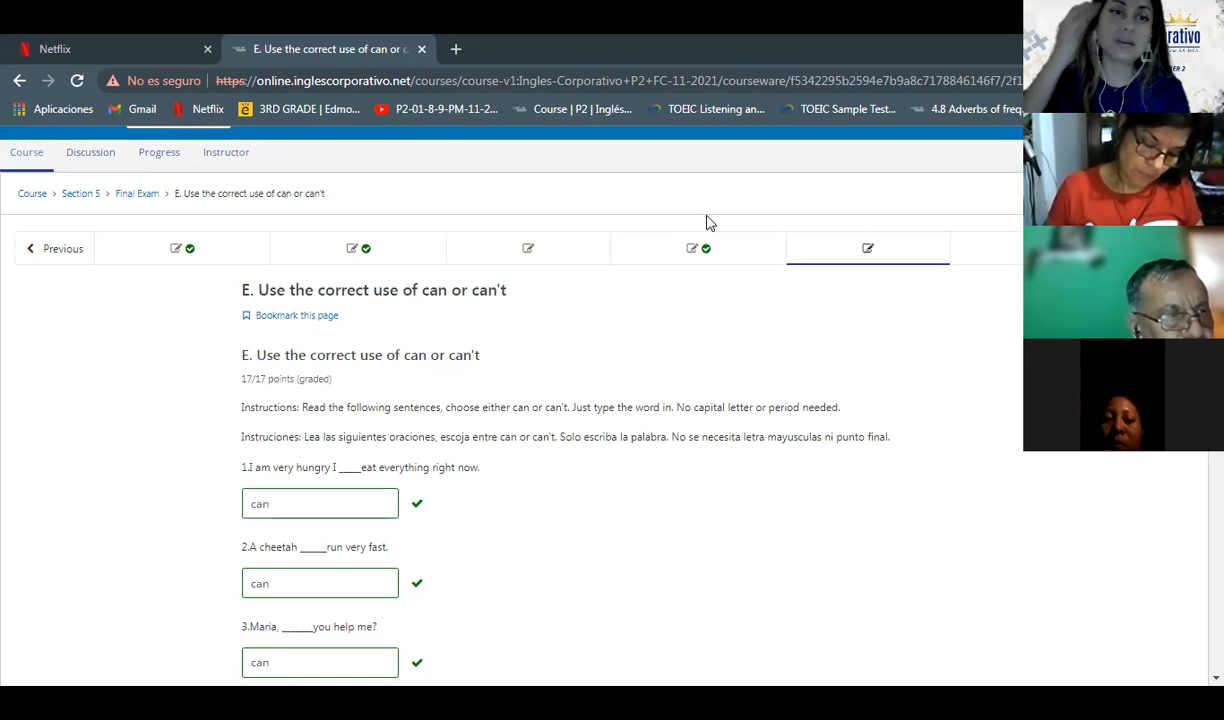 Netflix
E. Use the correct use of can or c
No es seguro
https://online.inglescorporativo.net/courses/course-v1:Ingles-Corporativo+P2+FC-11-2021/courseware/f5342295b2594e7b9a8c7178846146f7/2f1
Aplicaciones Gmail Netflix 3RD GRADE | Edmo... P2-01-8-9-PM-11-2... Course | P2 | Inglés... TOEIC Listening an... TOEIC Sample Test... 4.8 Adverbs of freq
rativo
Course Discussion Progress Instructor
Course > Section 5 > Final Exam > E. Use the correct use of can or can't
Previous
E. Use the correct use of can or can't
Bookmark this page
E. Use the correct use of can or can't
17/17 points (graded)
Instructions: Read the following sentences, choose either can or can't. Just type the word in. No capital letter or period needed.
Instruciones: Lea las siguientes oraciones, escoja entre can or can't. Solo escriba la palabra. No se necesita letra mayusculas ni punto final.
1.I am very hungry I _____eat everything right now.
can
2.A cheetah ______run very fast.
can
3.Maria, _______you help me?
can